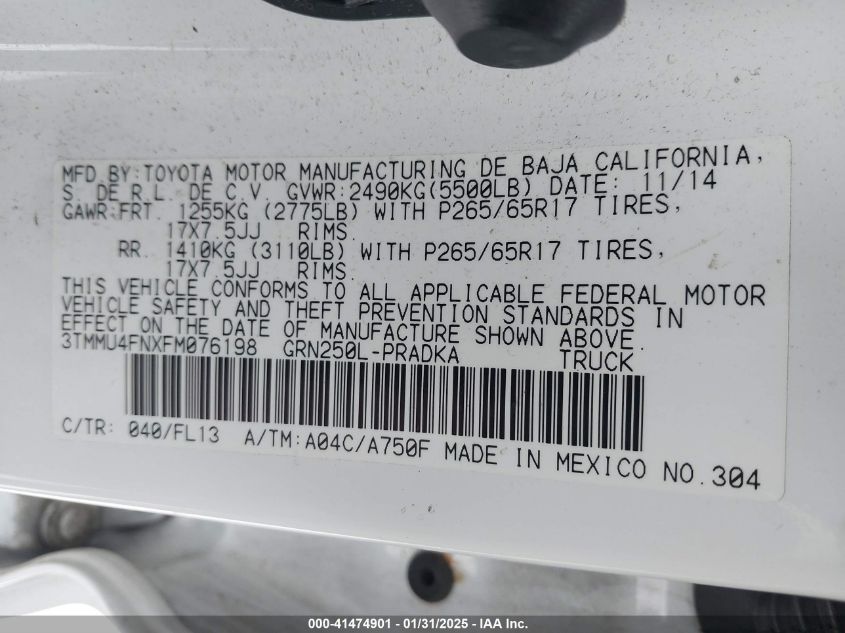 MFD BY:TOYOTA MOTOR MANUFACTURING DE BAJA CALIFORNIA,
S. DE R.L. DE C.V. GVWR:2490KG(5500LB) DATE: 11/14
GAWR:FRT. 1255KG (2775LB) WITH P265/65R17 TIRES,
17X7.5JJ RIMS
RR. 1410KG (3110LB) WITH P265/65R17 TIRES,
17X7.5JJ RIMS
THIS VEHICLE CONFORMS TO ALL APPLICABLE FEDERAL MOTOR
VEHICLE SAFETY AND THEFT PREVENTION STANDARDS IN
EFFECT ON THE DATE OF MANUFACTURE SHOWN ABOVE.
3TMMU4FNXFM076198 GRN250L-PRADKA TRUCK
C/TR: 040/FL13 A/TM:A04C/A750F MADE IN MEXICO NO.304
000-41474901 - 01/31/2025 - IAA Inc.